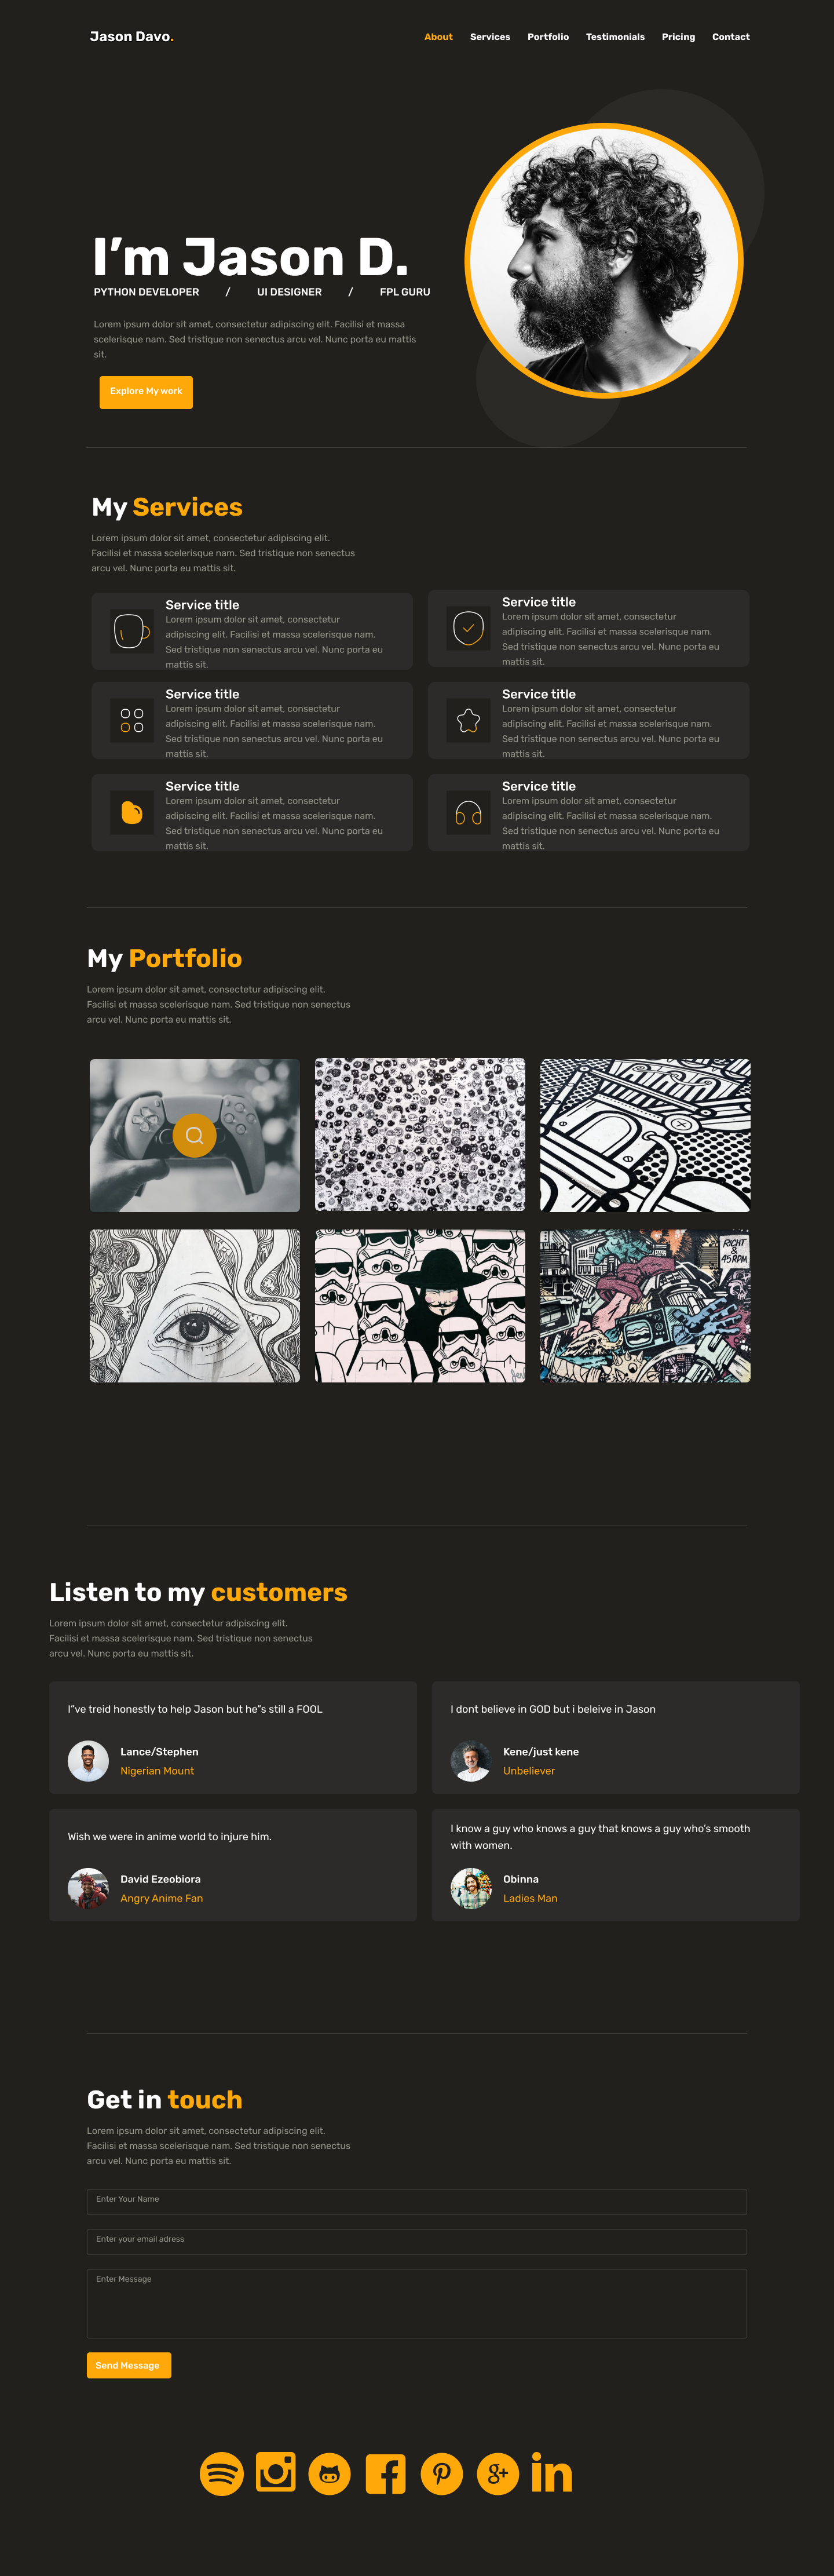 Jason Davo.
About Services Portfolio Testimonials Pricing Contact
I’m Jason D.
PYTHON DEVELOPER / UI DESIGNER / FPL GURU
Lorem ipsum dolor sit amet, consectetur adipiscing elit. Facilisi et massa
scelerisque nam. Sed tristique non senectus arcu vel. Nunc porta eu mattis
sit.
Explore My work
My Services
Lorem ipsum dolor sit amet, consectetur adipiscing elit.
Facilisi et massa scelerisque nam. Sed tristique non senectus
arcu vel. Nunc porta eu mattis sit.
Service title
Lorem ipsum dolor sit amet, consectetur
adipiscing elit. Facilisi et massa scelerisque nam.
Sed tristique non senectus arcu vel. Nunc porta eu
mattis sit.
Service title
Lorem ipsum dolor sit amet, consectetur
adipiscing elit. Facilisi et massa scelerisque nam.
Sed tristique non senectus arcu vel. Nunc porta eu
mattis sit.
Service title
Lorem ipsum dolor sit amet, consectetur
adipiscing elit. Facilisi et massa scelerisque nam.
Sed tristique non senectus arcu vel. Nunc porta eu
mattis sit.
Service title
Lorem ipsum dolor sit amet, consectetur
adipiscing elit. Facilisi et massa scelerisque nam.
Sed tristique non senectus arcu vel. Nunc porta eu
mattis sit.
Service title
Lorem ipsum dolor sit amet, consectetur
adipiscing elit. Facilisi et massa scelerisque nam.
Sed tristique non senectus arcu vel. Nunc porta eu
mattis sit.
Service title
Lorem ipsum dolor sit amet, consectetur
adipiscing elit. Facilisi et massa scelerisque nam.
Sed tristique non senectus arcu vel. Nunc porta eu
mattis sit.
My Portfolio
Lorem ipsum dolor sit amet, consectetur adipiscing elit.
Facilisi et massa scelerisque nam. Sed tristique non senectus
arcu vel. Nunc porta eu mattis sit.
RICHT
&
45RPM
Listen to my customers
Lorem ipsum dolor sit amet, consectetur adipiscing elit.
Facilisi et massa scelerisque nam. Sed tristique non senectus
arcu vel. Nunc porta eu mattis sit.
I”ve treid honestly to help Jason but he”s still a FOOL
Lance/Stephen
Nigerian Mount
I dont believe in GOD but i beleive in Jason
Kene/just kene
Unbeliever
Wish we were in anime world to injure him.
David Ezeobiora
Angry Anime Fan
I know a guy who knows a guy that knows a guy who’s smooth
with women.
Obinna
Ladies Man
Get in touch
Lorem ipsum dolor sit amet, consectetur adipiscing elit.
Facilisi et massa scelerisque nam. Sed tristique non senectus
arcu vel. Nunc porta eu mattis sit.
Enter Your Name
Enter your email adress
Enter Message
Send Message